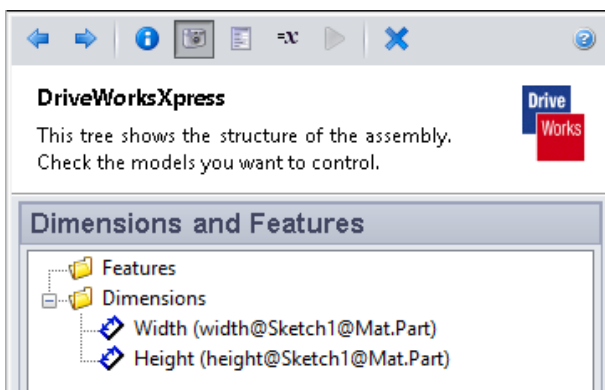 =x
DriveWorksXpress
Drive
Works
This tree shows the structure of the assembly.
Check the models you want to control.
Dimensions and Features
Features
Dimensions
Width (width@Sketch1@Mat.Part)
Height (height@Sketch1@Mat.Part)